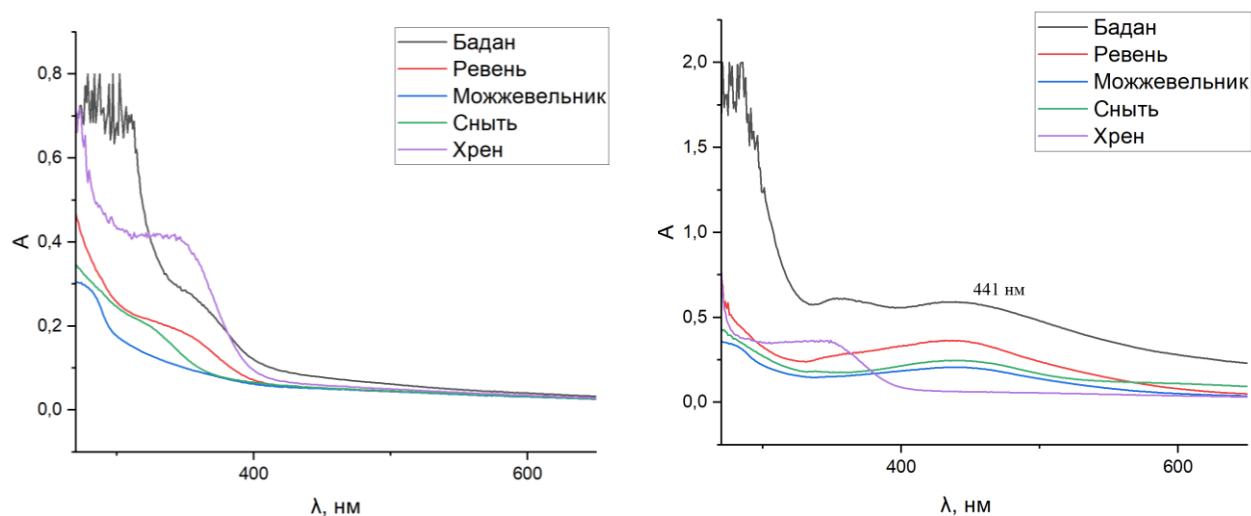 Бадан
Ревень
Можжевельник
Сныть
Хрен
0,8
0,6
0,4
0,2
0,0
A
400
600
λ, нм
Бадан
Ревень
Можжевельник
Сныть
Хрен
2,0
1,5
1,0
0,5
0,0
A
441 нм
400
600
λ, нм